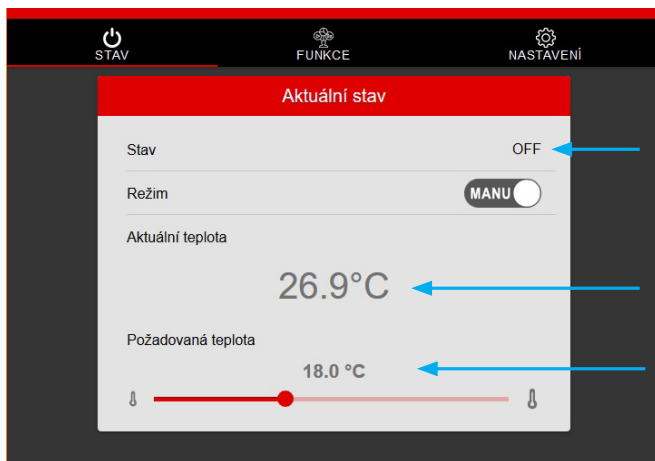 STAV FUNKCE NASTAVENÍ
Aktuální stav
Stav OFF
Režim MANU
Aktuální teplota
26.9°C
Požadovaná teplota
18.0 °C